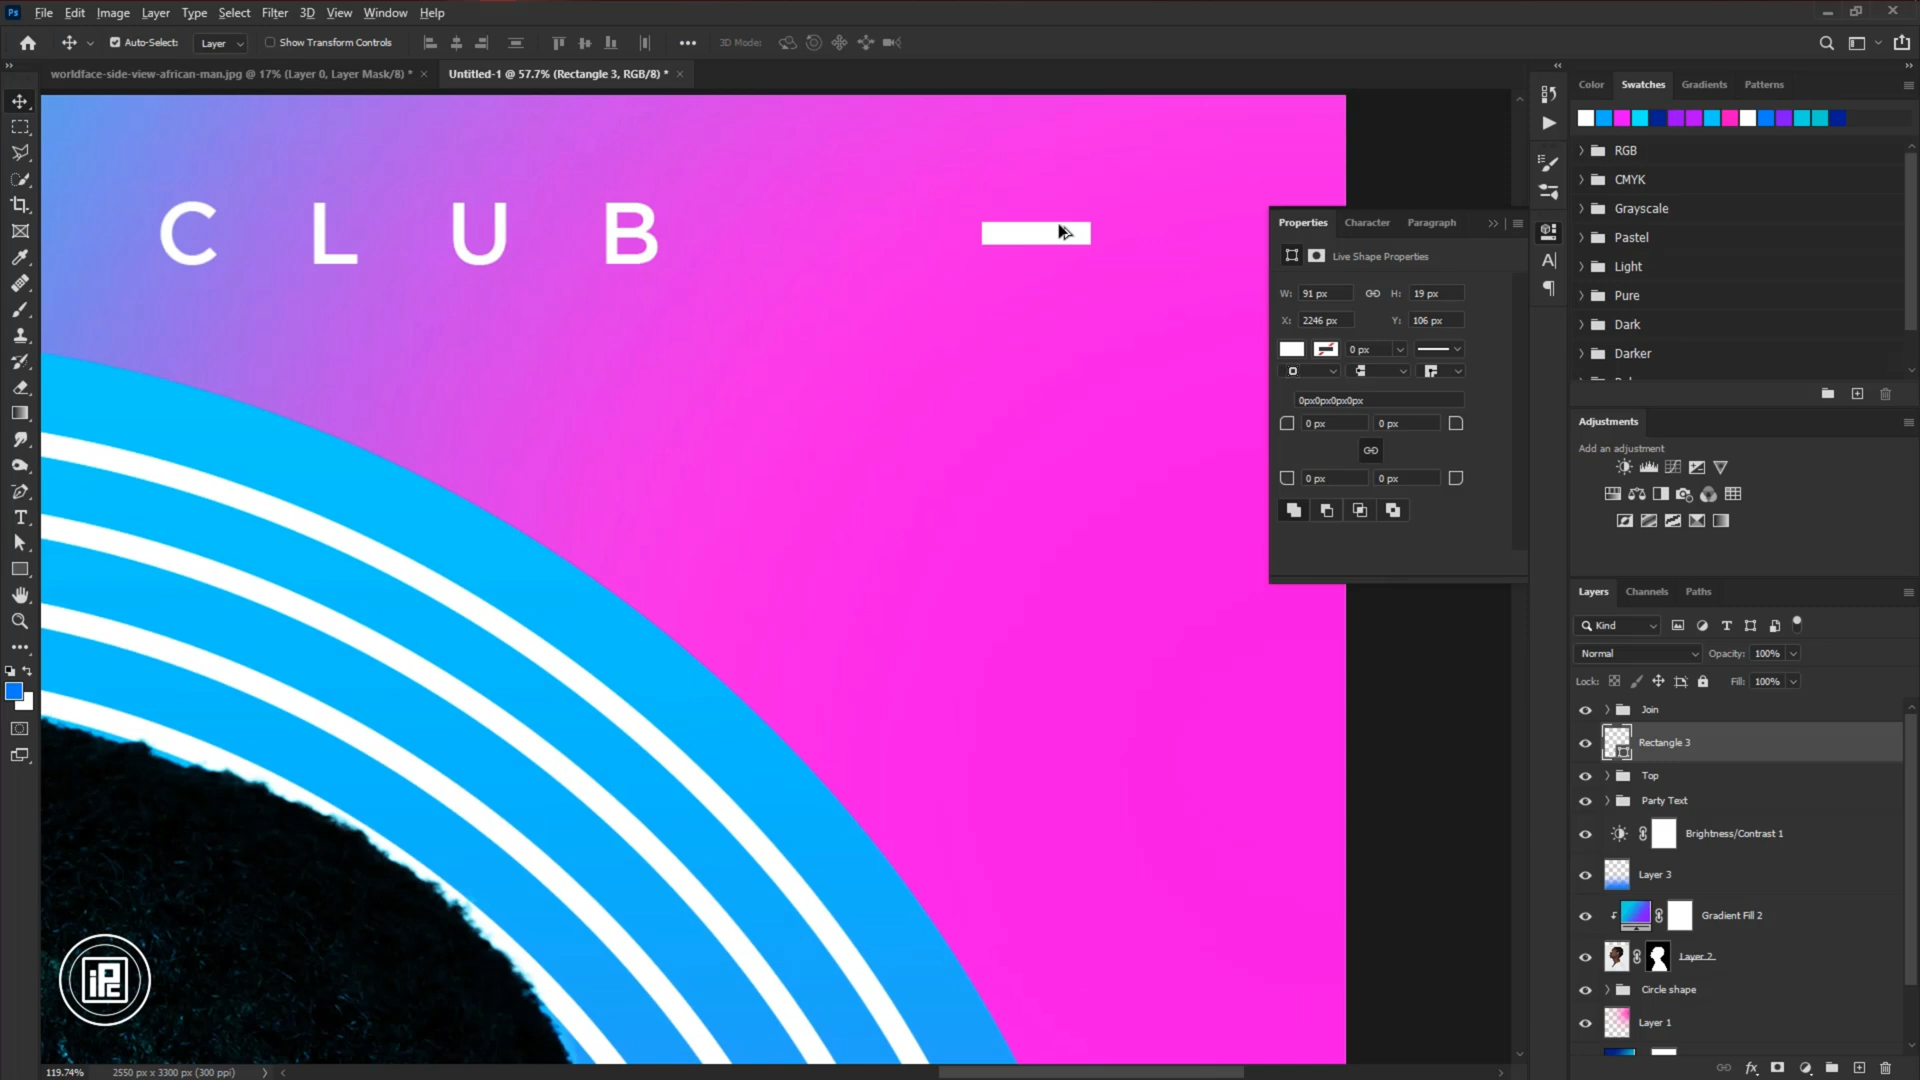 Ps File Edit Image Layer Type Select Filter 3D View Window Help
Auto-Select: Layer Show Transform Controls 3D Mode:
worldface-side-view-african-man.jpg @ 17% (Layer 0, Layer Mask/8) * × Untitled-1 @ 57.7% (Rectangle 3, RGB/8) * ×
CLUB
Properties Character Paragraph
Live Shape Properties
W: 91 px H: 19 px
X: 2246 px Y: 106 px
0 px
0px0px0px0px
0 px 0 px
0 px 0 px
Color Swatches Gradients Patterns
RGB
CMYK
Grayscale
Pastel
Light
Pure
Dark
Darker
Adjustments
Add an adjustment
Layers Channels Paths
Kind
Normal Opacity: 100%
Lock: Fill: 100%
Join
Rectangle 3
Top
Party Text
Brightness/Contrast 1
Layer 3
Gradient Fill 2
Layer 2
Circle shape
Layer 1
119.74% 2550 px x 3300 px (300 ppi)